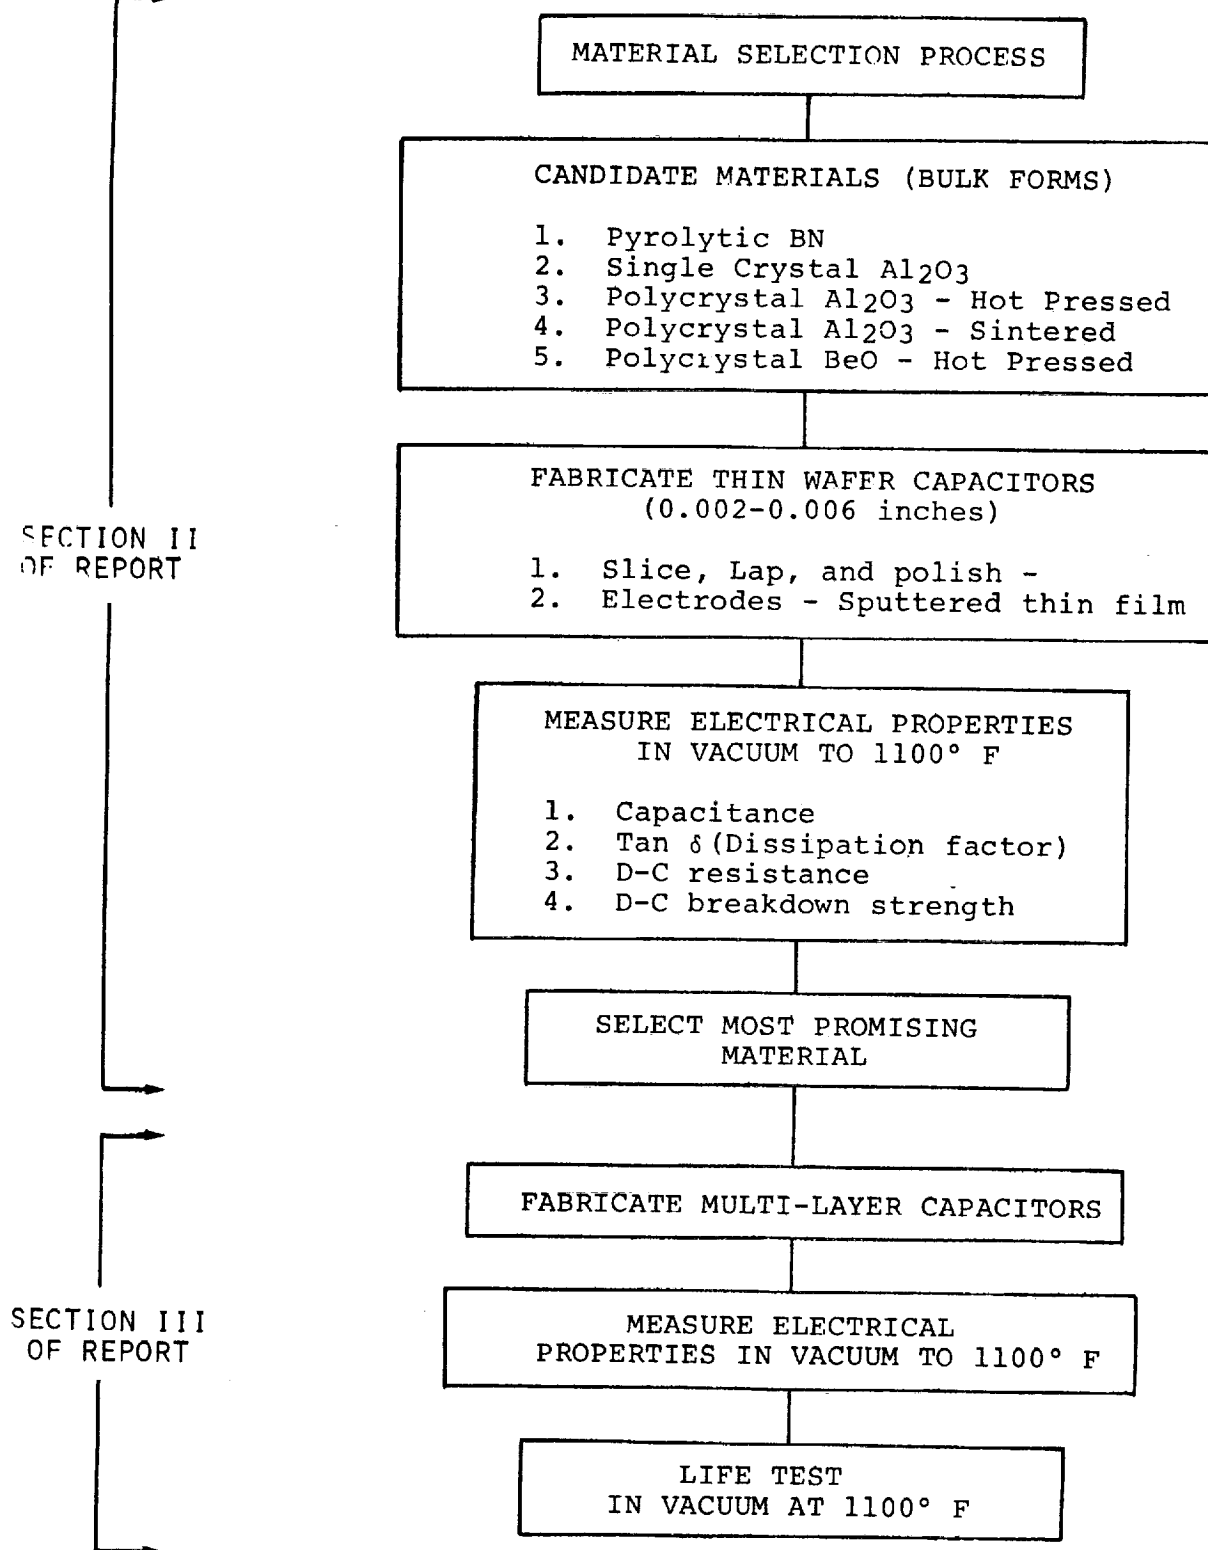 MATERIAL SELECTION PROCESS
CANDIDATE MATERIALS (BULK FORMS)
1. Pyrolytic BN
2. Single Crystal Al2O3
3. Polycrystal Al2O3 - Hot Pressed
4. Polycrystal Al2O3 - Sintered
5. Polycrystal BeO - Hot Pressed
FABRICATE THIN WAFER CAPACITORS
(0.002-0.006 inches)
1. Slice, Lap, and polish -
2. Electrodes - Sputtered thin film
SECTION II
OF REPORT
MEASURE ELECTRICAL PROPERTIES
IN VACUUM TO 1100° F
1. Capacitance
2. Tan δ (Dissipation factor)
3. D-C resistance
4. D-C breakdown strength
SELECT MOST PROMISING
MATERIAL
FABRICATE MULTI-LAYER CAPACITORS
SECTION III
OF REPORT
MEASURE ELECTRICAL
PROPERTIES IN VACUUM TO 1100° F
LIFE TEST
IN VACUUM AT 1100° F